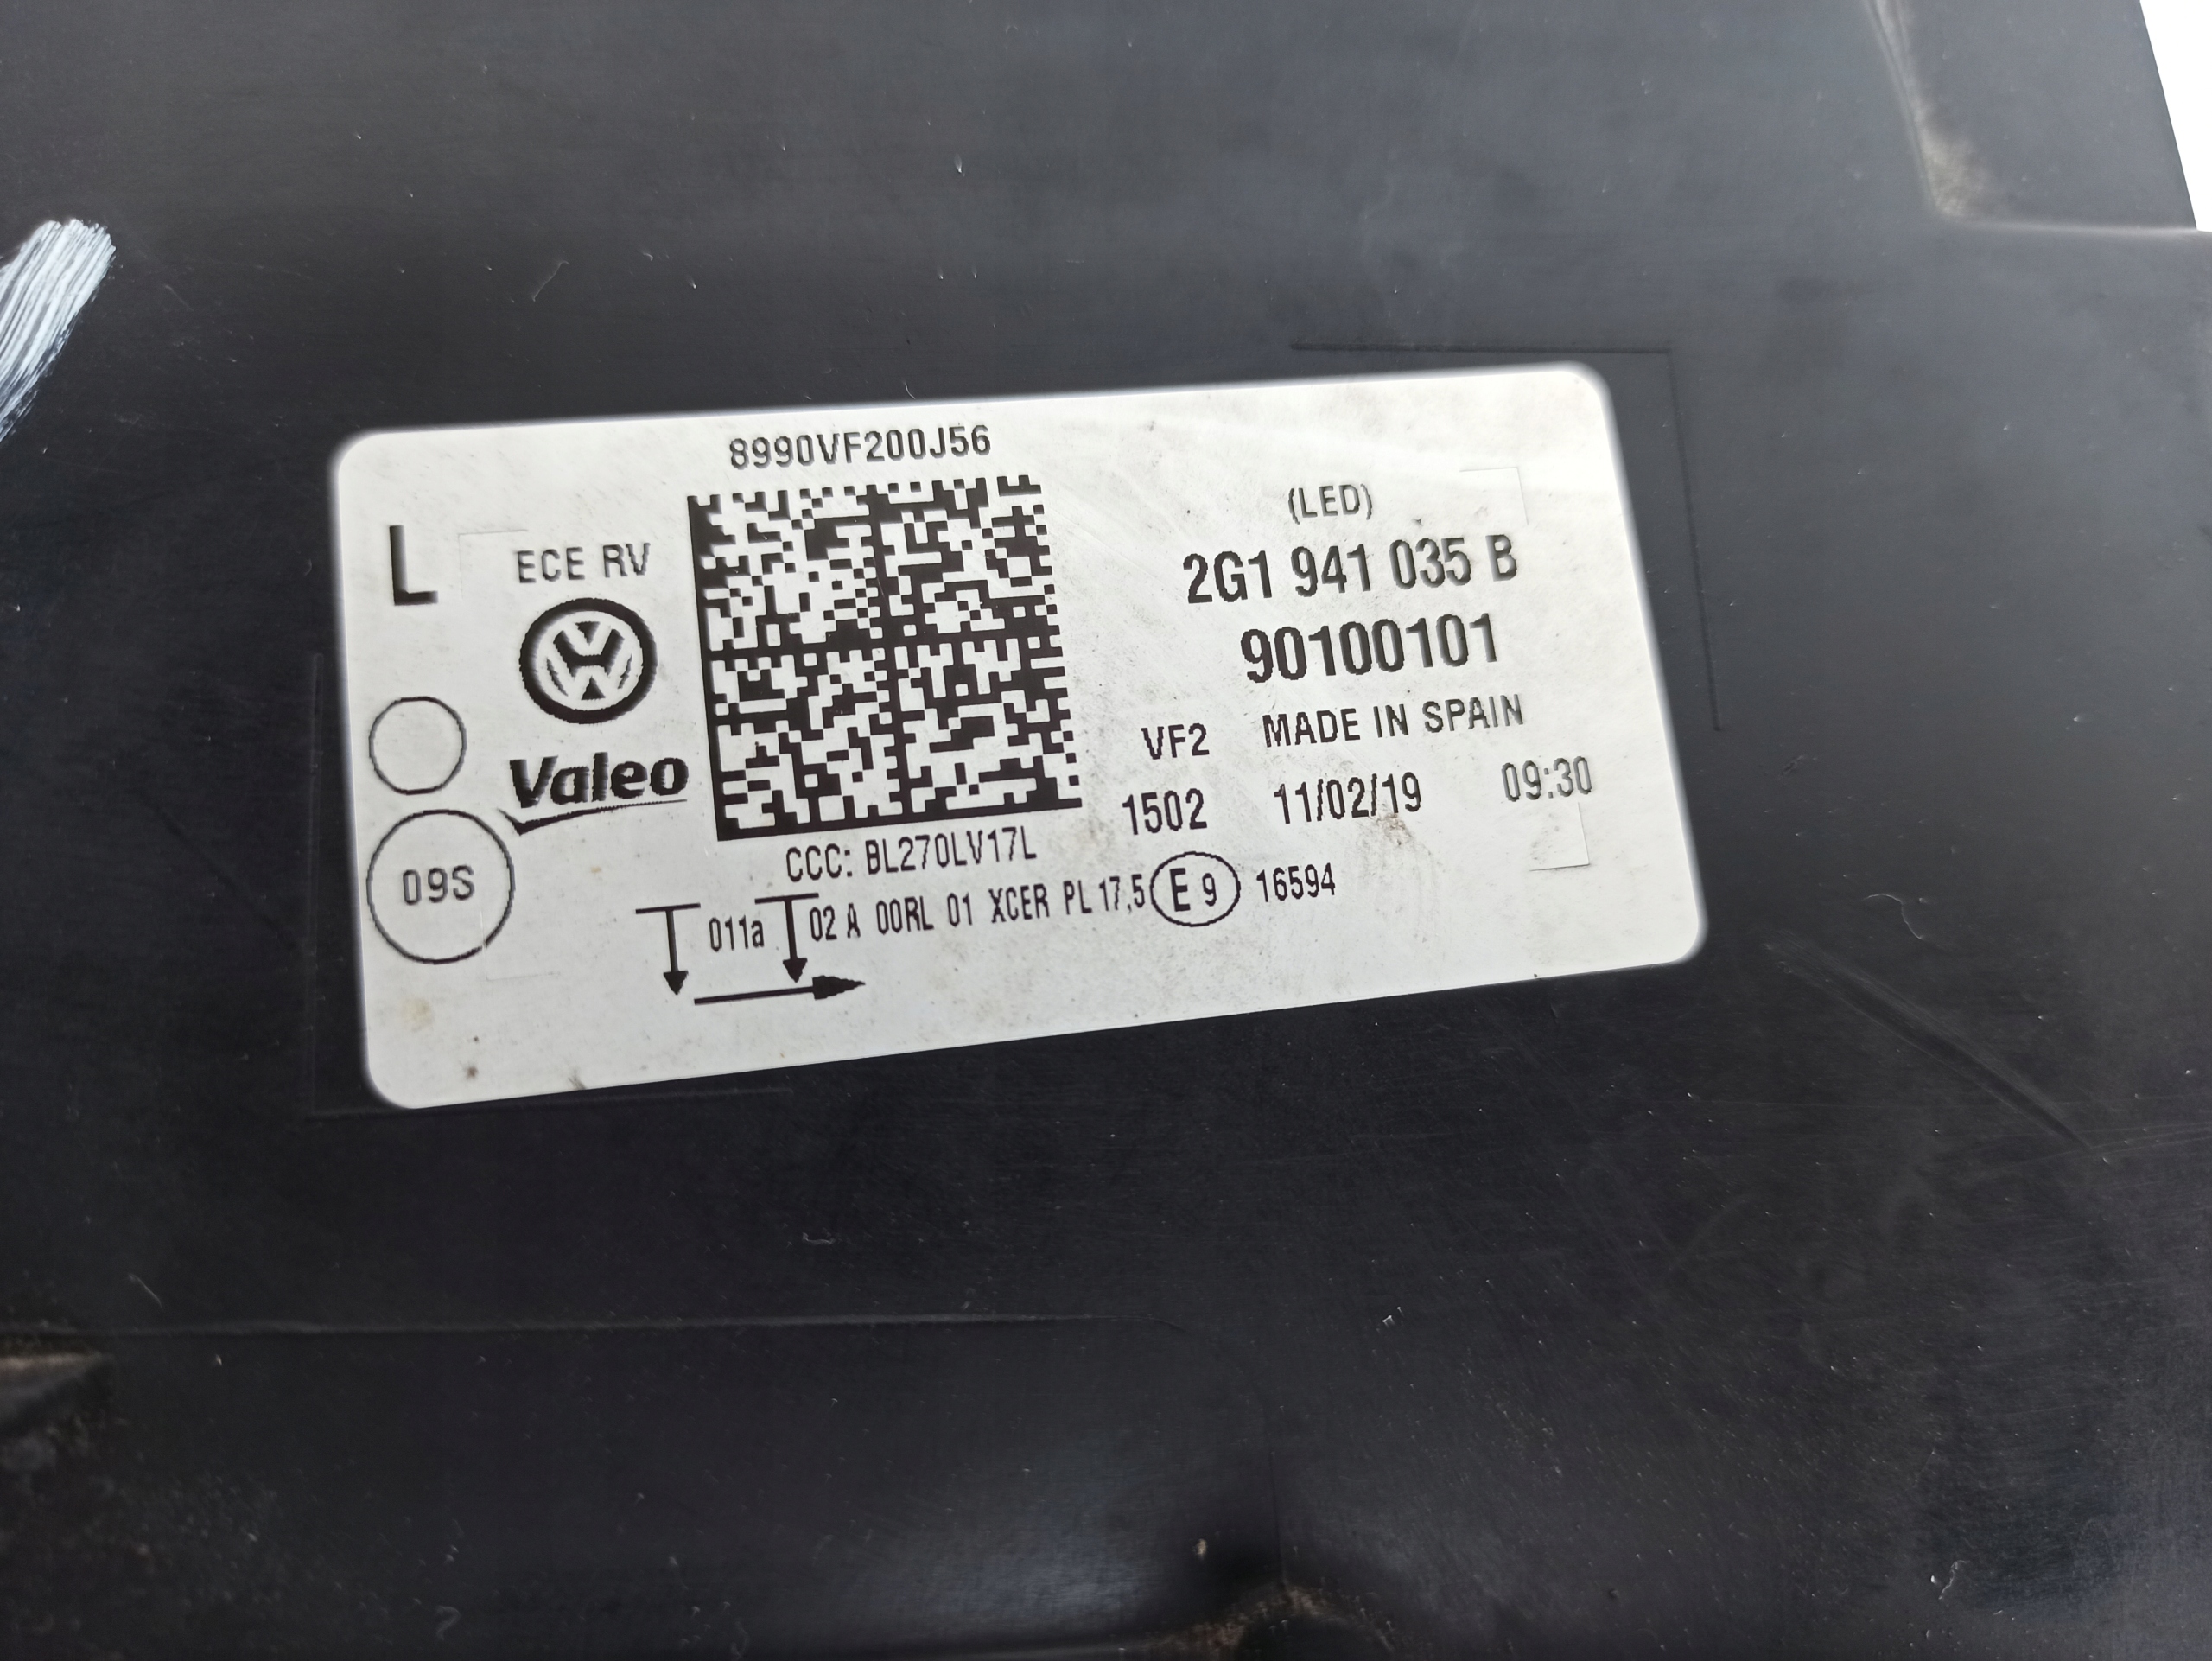 8990VF200J56
L
ECE RV
(LED)
2G1 941 035 B
90100101
VF2 MADE IN SPAIN
Valeo
1502 11/02/19 09:30
CCC: BL270LV17L
09S
011a 02 A 00RL 01 XCER PL 17,5 E 9 16594